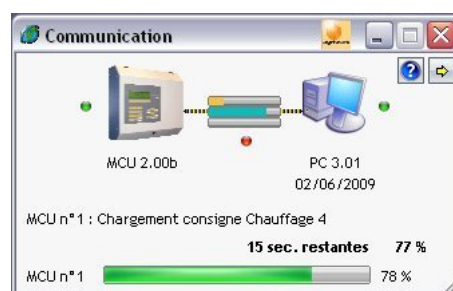 Communication
MCU 2.00b
PC 3.01
02/06/2009
MCU n°1 : Chargement consigne Chauffage 4
15 sec. restantes 77 %
MCU n°1 78 %